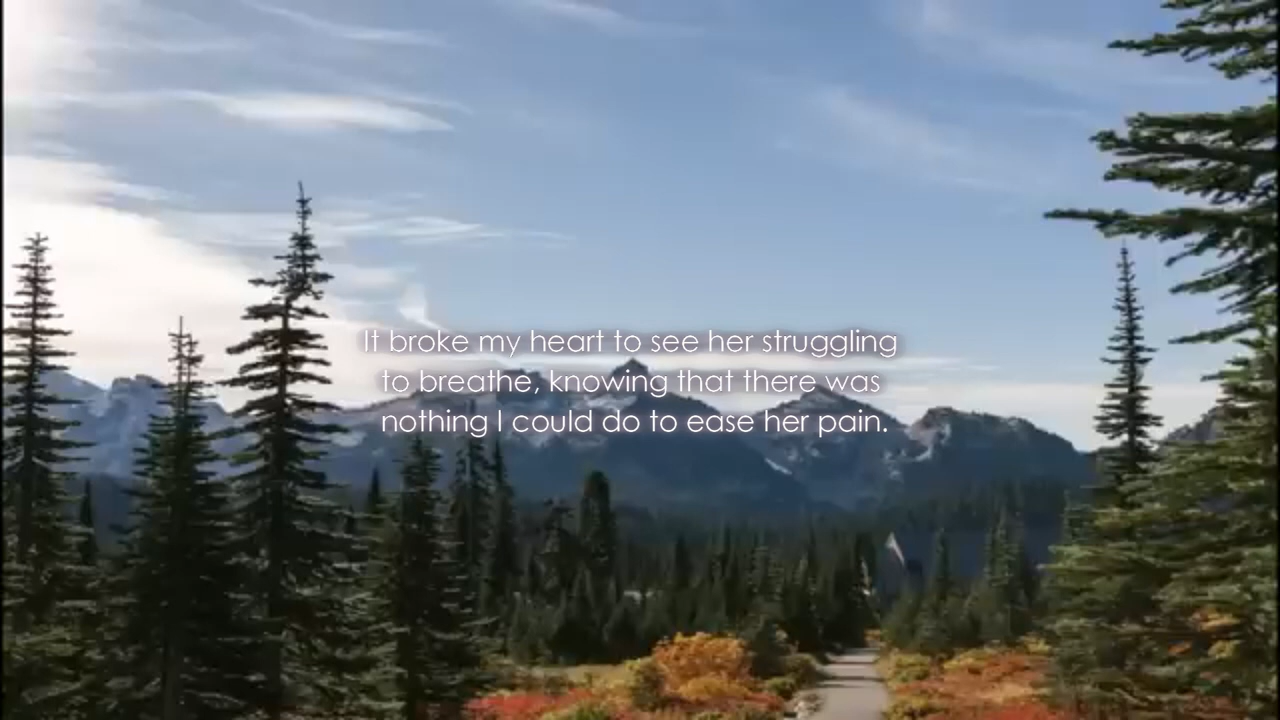 It broke my heart to see her struggling
to breathe, knowing that there was
nothing I could do to ease her pain.